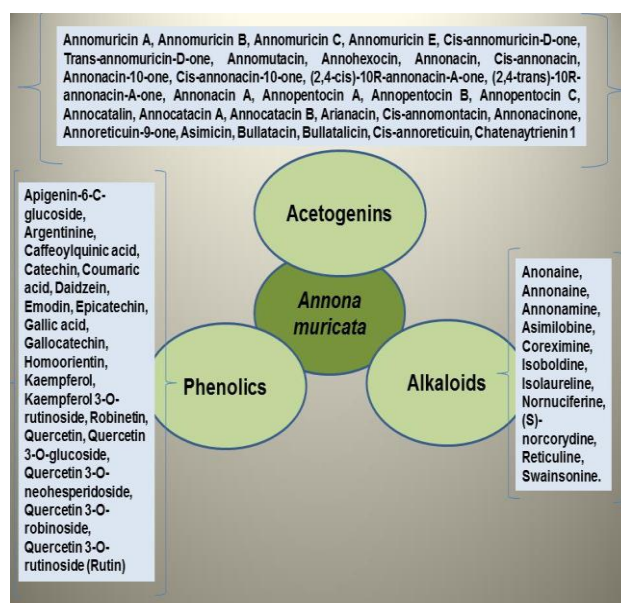 Annomuricin A, Annomuricin B, Annomuricin C, Annomuricin E, Cis-annomuricin-D-one,
Trans-annomuricin-D-one, Annomutacin, Annohexocin, Annonacin, Cis-annonacin,
Annonacin-10-one, Cis-annonacin-10-one, (2,4-cis)-10R-annonacin-A-one, (2,4-trans)-10R-
annonacin-A-one, Annonacin A, Annopentocin A, Annopentocin B, Annopentocin C,
Annocatalin, Annocatacin A, Annocatacin B, Arianacin, Cis-annomontacin, Annonacinone,
Annoreticuin-9-one, Asimicin, Bullatacin, Bullatalicin, Cis-annoreticuin, Chatenaytrienin 1
Acetogenins
Annona
muricata
Phenolics
Alkaloids
Apigenin-6-C-
glucoside,
Argentinine,
Caffeoylquinic acid,
Catechin, Coumaric
acid, Daidzein,
Emodin, Epicatechin,
Gallic acid,
Gallocatechin,
Homoorientin,
Kaempferol,
Kaempferol 3-O-
rutinoside, Robinetin,
Quercetin, Quercetin
3-O-glucoside,
Quercetin 3-O-
neohesperidoside,
Quercetin 3-O-
robinoside,
Quercetin 3-O-
rutinoside (Rutin)
Anonaine,
Annonaine,
Annonamine,
Asimilobine,
Coreximine,
Isoboldine,
Isolaureline,
Nornuciferine,
(S)-
norcorydine,
Reticuline,
Swainsonine.